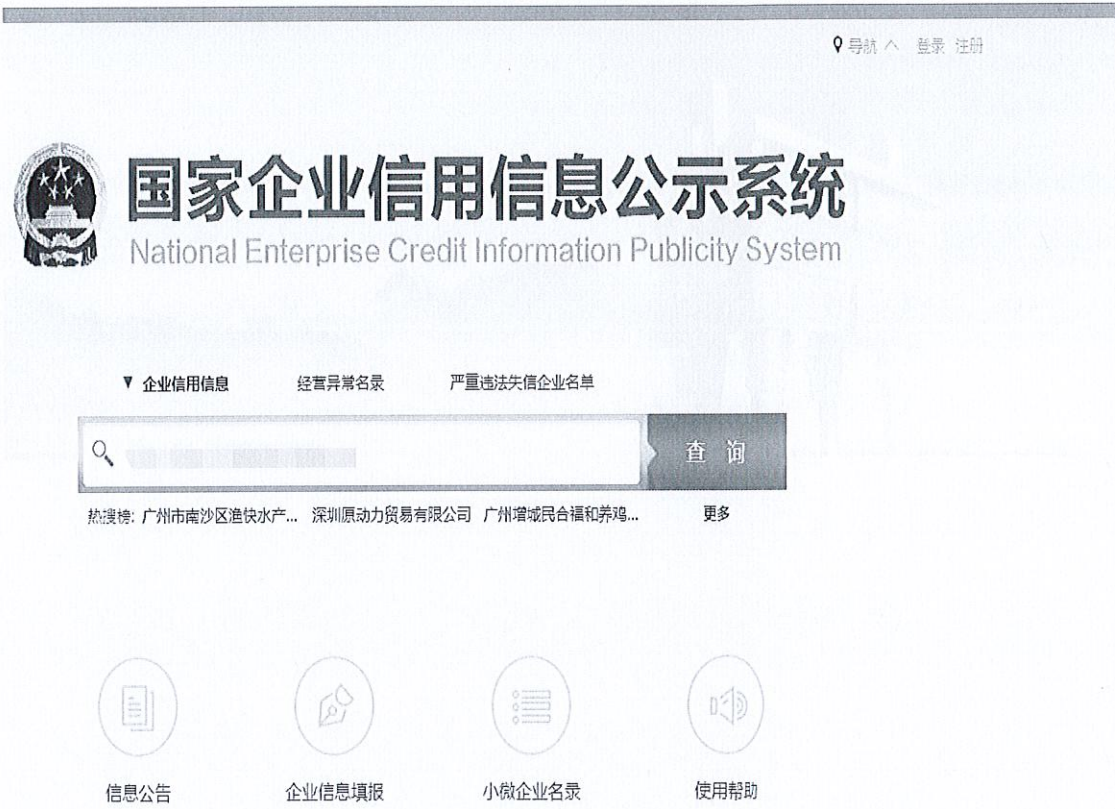 导航 登录 注册
国家企业信用信息公示系统
National Enterprise Credit Information Publicity System
企业信用信息 经营异常名录 严重违法失信企业名单
查 询
热搜榜: 广州市南沙区渔快水产... 深圳原动力贸易有限公司 广州增城民合福和养鸡... 更多
信息公告 企业信息填报 小微企业名录 使用帮助